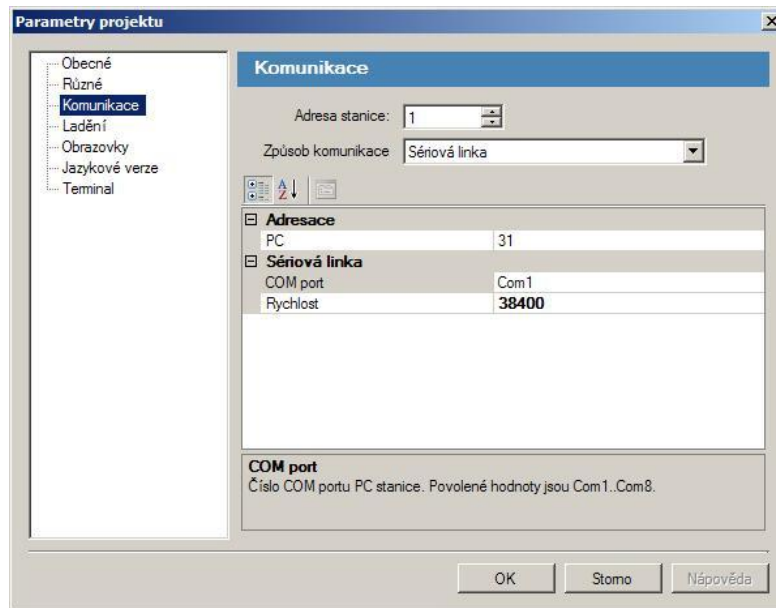 Parametry projektu
Obecné
Různé
Komunikace
Ladění
Obrazovky
Jazykové verze
Terminal
Komunikace
Adresa stanice: 1
Způsob komunikace Sériová linka
Adresace
PC 31
Sériová linka
COM port Com1
Rychlost 38400
COM port
Číslo COM portu PC stanice. Povolené hodnoty jsou Com1..Com8.
OK Storno Nápověda